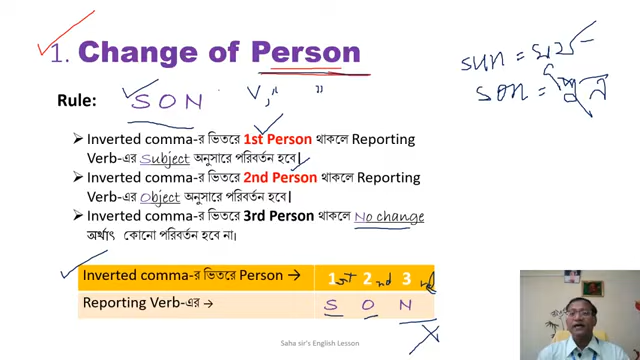 1. Change of Person
Sun = সূর্য
Rule: S O N V, " "
Son = পুত্র
Inverted comma-র ভিতরে 1st Person থাকলে Reporting
Verb-এর Subject অনুসারে পরিবর্তন হবে।
Inverted comma-র ভিতরে 2nd Person থাকলে Reporting
Verb-এর Object অনুসারে পরিবর্তন হবে।
Inverted comma-র ভিতরে 3rd Person থাকলে No change
অর্থাৎ কোনো পরিবর্তন হবে না।
Inverted comma-র ভিতরে Person → 1st 2nd 3
Reporting Verb-এর → S O N
Saha sir's English Lesson